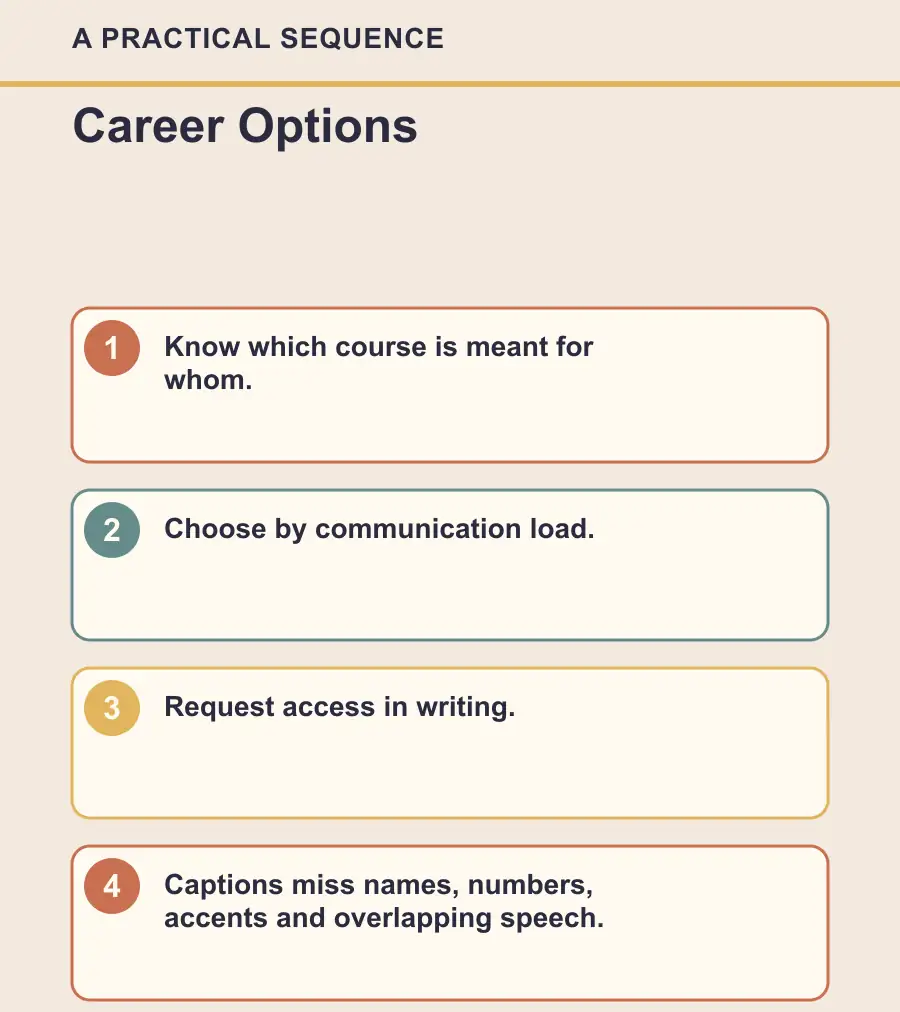 A PRACTICAL SEQUENCE
Career Options
1
Know which course is meant for
whom.
2
Choose by communication load.
3
Request access in writing.
4
Captions miss names, numbers,
accents and overlapping speech.